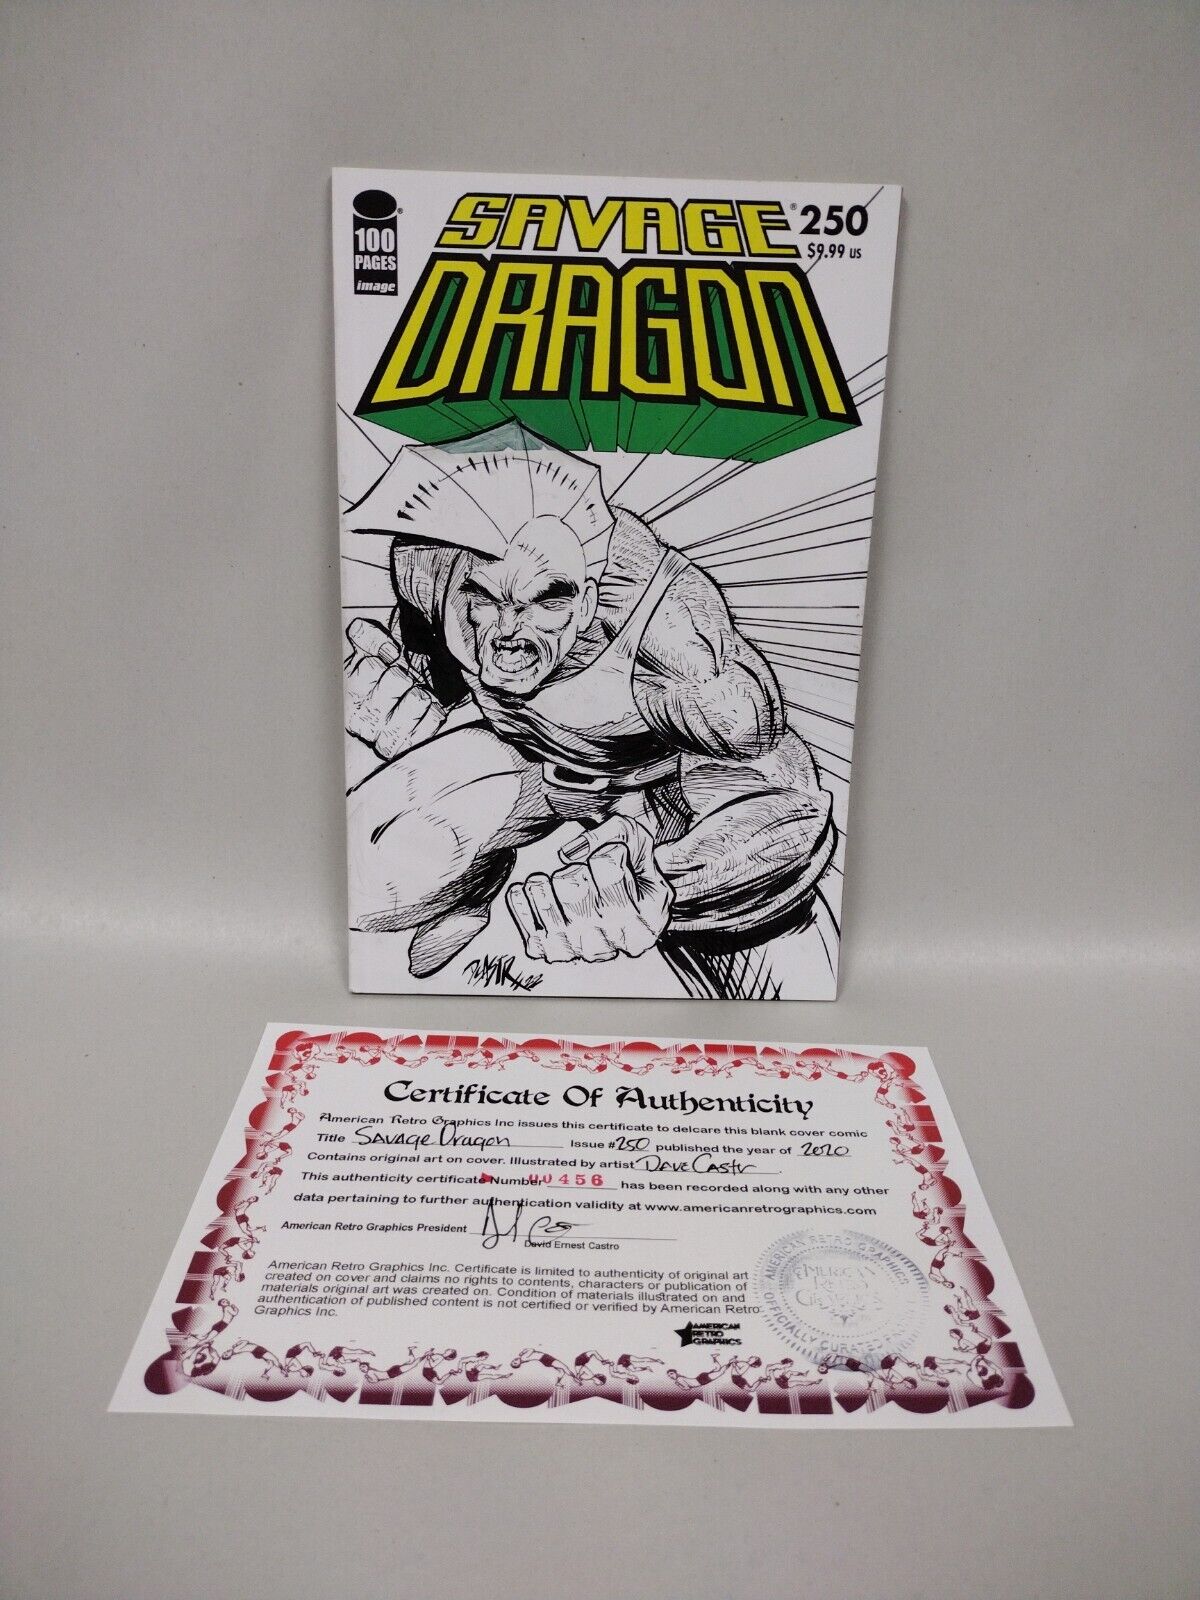 SAVAGE® 250
$9.99 US
DRAGON
100
PAGES
image
Certificate Of Authenticity
American Retro Graphics Inc issues this certificate to delcare this blank cover comic
Title Savage Dragon Issue #250 published the year of 2020
Contains original art on cover. Illustrated by artist Dave Castr
This authenticity certificate Number 00456 has been recorded along with any other
data pertaining to further authentication validity at www.americanretrographics.com
American Retro Graphics President
David Ernest Castro
American Retro Graphics Inc. Certificate is limited to authenticity of original art
created on cover and claims no rights to contents, characters or publication of
materials original art was created on. Condition of materials illustrated on and
authentication of published content is not certified or verified by American Retro
Graphics Inc.
AMERICAN
RETRO
GRAPHICS
AMERICAN RETRO GRAPHICS
OFFICIALLY CURATED